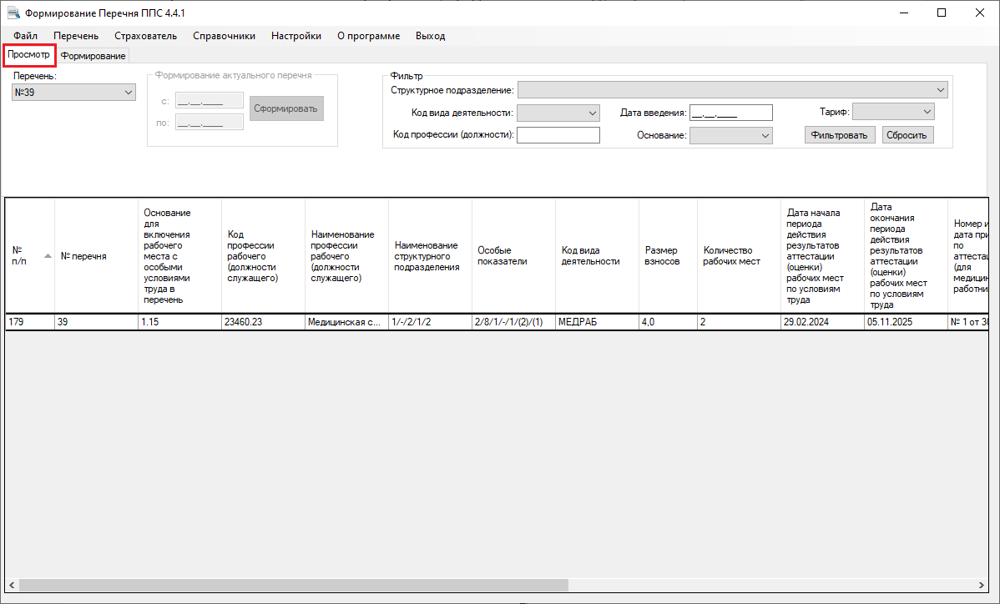 Формирование Перечня ППС 4.4.1
Файл Перечень Страхователь Справочники Настройки О программе Выход
Просмотр Формирование
Перечень:
№39
Формирование актуального перечня
с: __.__.____
по: __.__.____
Сформировать
Фильтр
Структурное подразделение:
Код вида деятельности: Дата введения: __.__.____ Тариф:
Код профессии (должности): Основание: Фильтровать Сбросить
№
п/п
№ перечня
Основание
для
включения
рабочего
места с
особыми
условиями
труда в
перечень
Код
профессии
рабочего
(должности
служащего)
Наименование
профессии
рабочего
(должности
служащего)
Наименование
структурного
подразделения
Особые
показатели
Код вида
деятельности
Размер
взносов
Количество
рабочих мест
Дата начала
периода
действия
результатов
аттестации
(оценки)
рабочих мест
по условиям
труда
Дата
окончания
периода
действия
результатов
аттестации
(оценки)
рабочих мест
по условиям
труда
Номер и
дата при
по
аттестац
(для
медицин
работни
179 39 1.15 23460.23 Медицинская с... 1/-/2/1/2 2/8/1/-/1/(2)/(1) МЕДРАБ 4,0 2 29.02.2024 05.11.2025 № 1 от 30